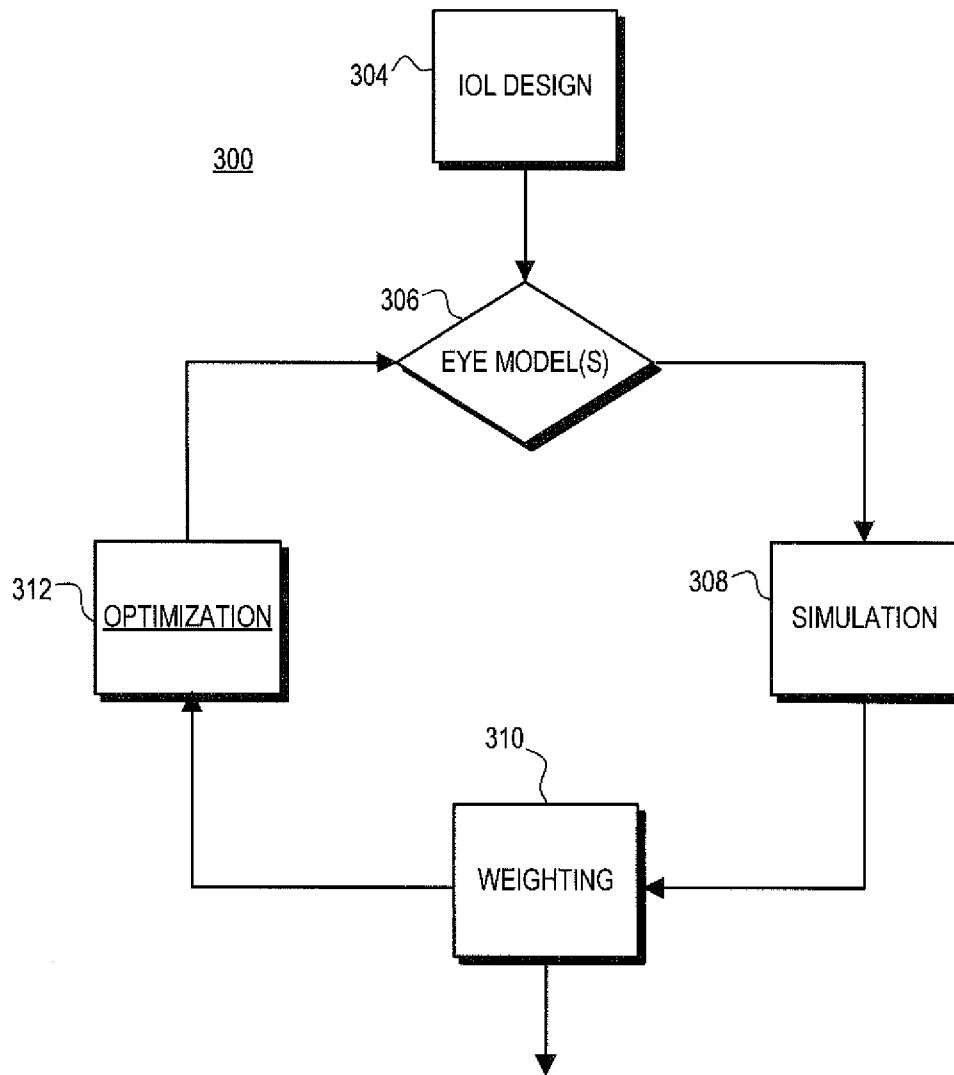 304
IOL DESIGN
300
306
EYE MODEL(S)
312
OPTIMIZATION
308
SIMULATION
310
WEIGHTING